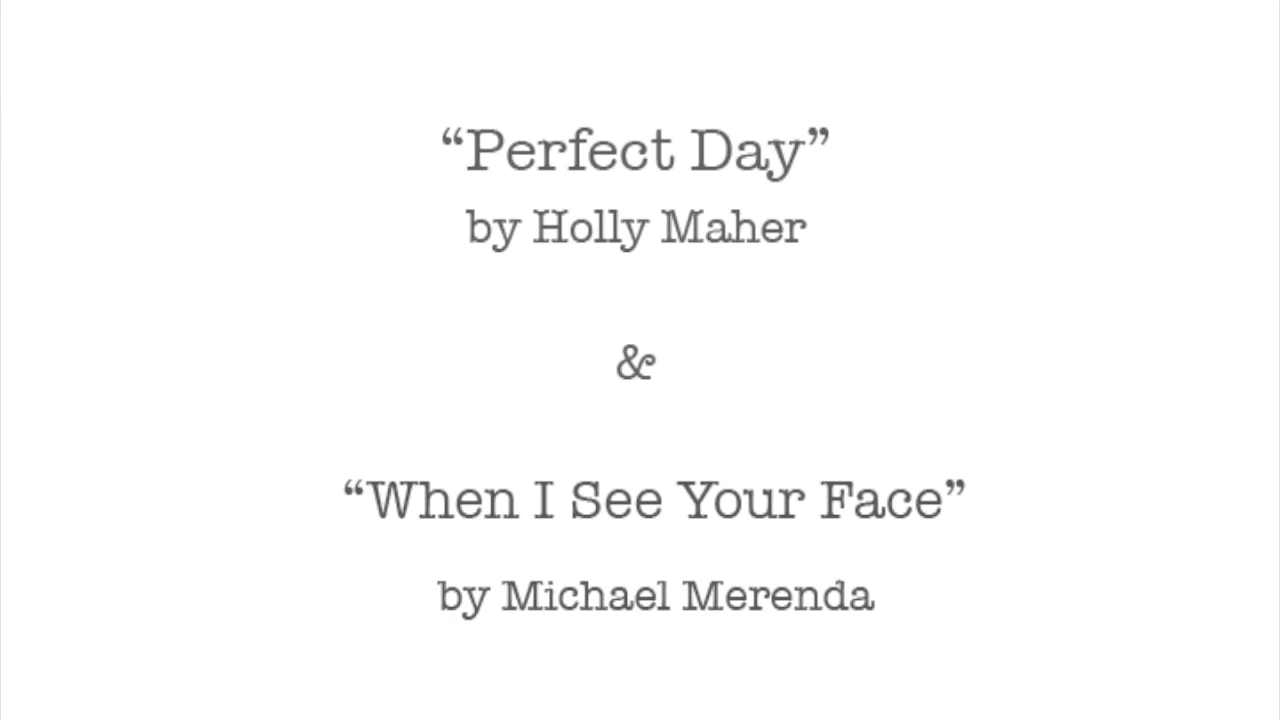 “Perfect Day”
by Holly Maher
&
“When I See Your Face”
by Michael Merenda